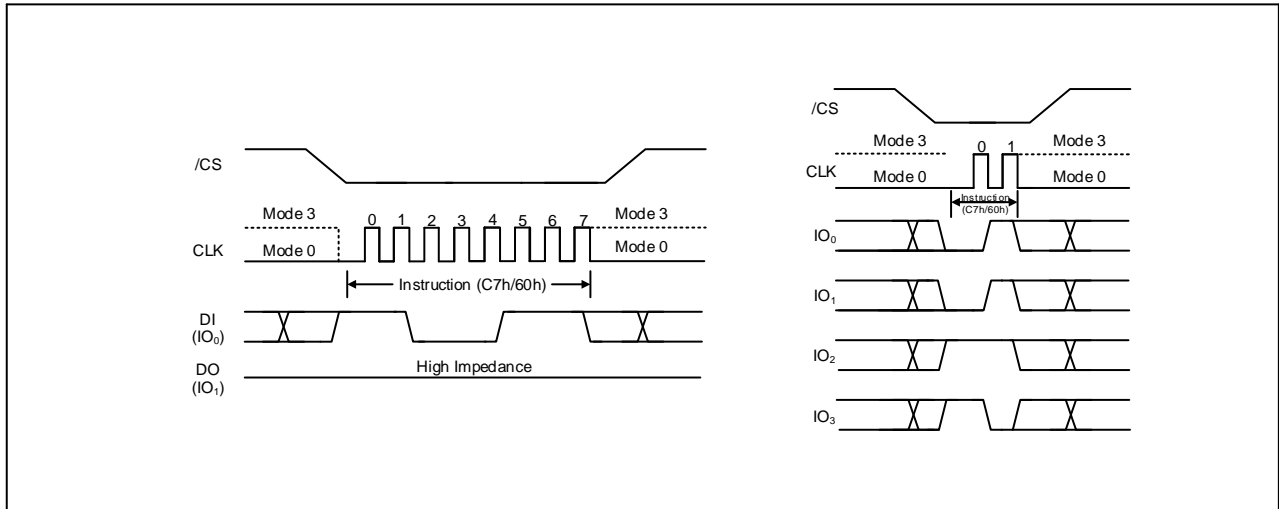 /CS
Mode 3
0 1 2 3 4 5 6 7
Mode 3
CLK
Mode 0
Mode 0
Instruction (C7h/60h)
DI
(IO₀)
DO
(IO₁)
High Impedance
/CS
Mode 3
0 1
Mode 3
CLK
Mode 0
Mode 0
Instruction
(C7h/60h)
IO₀
IO₁
IO₂
IO₃